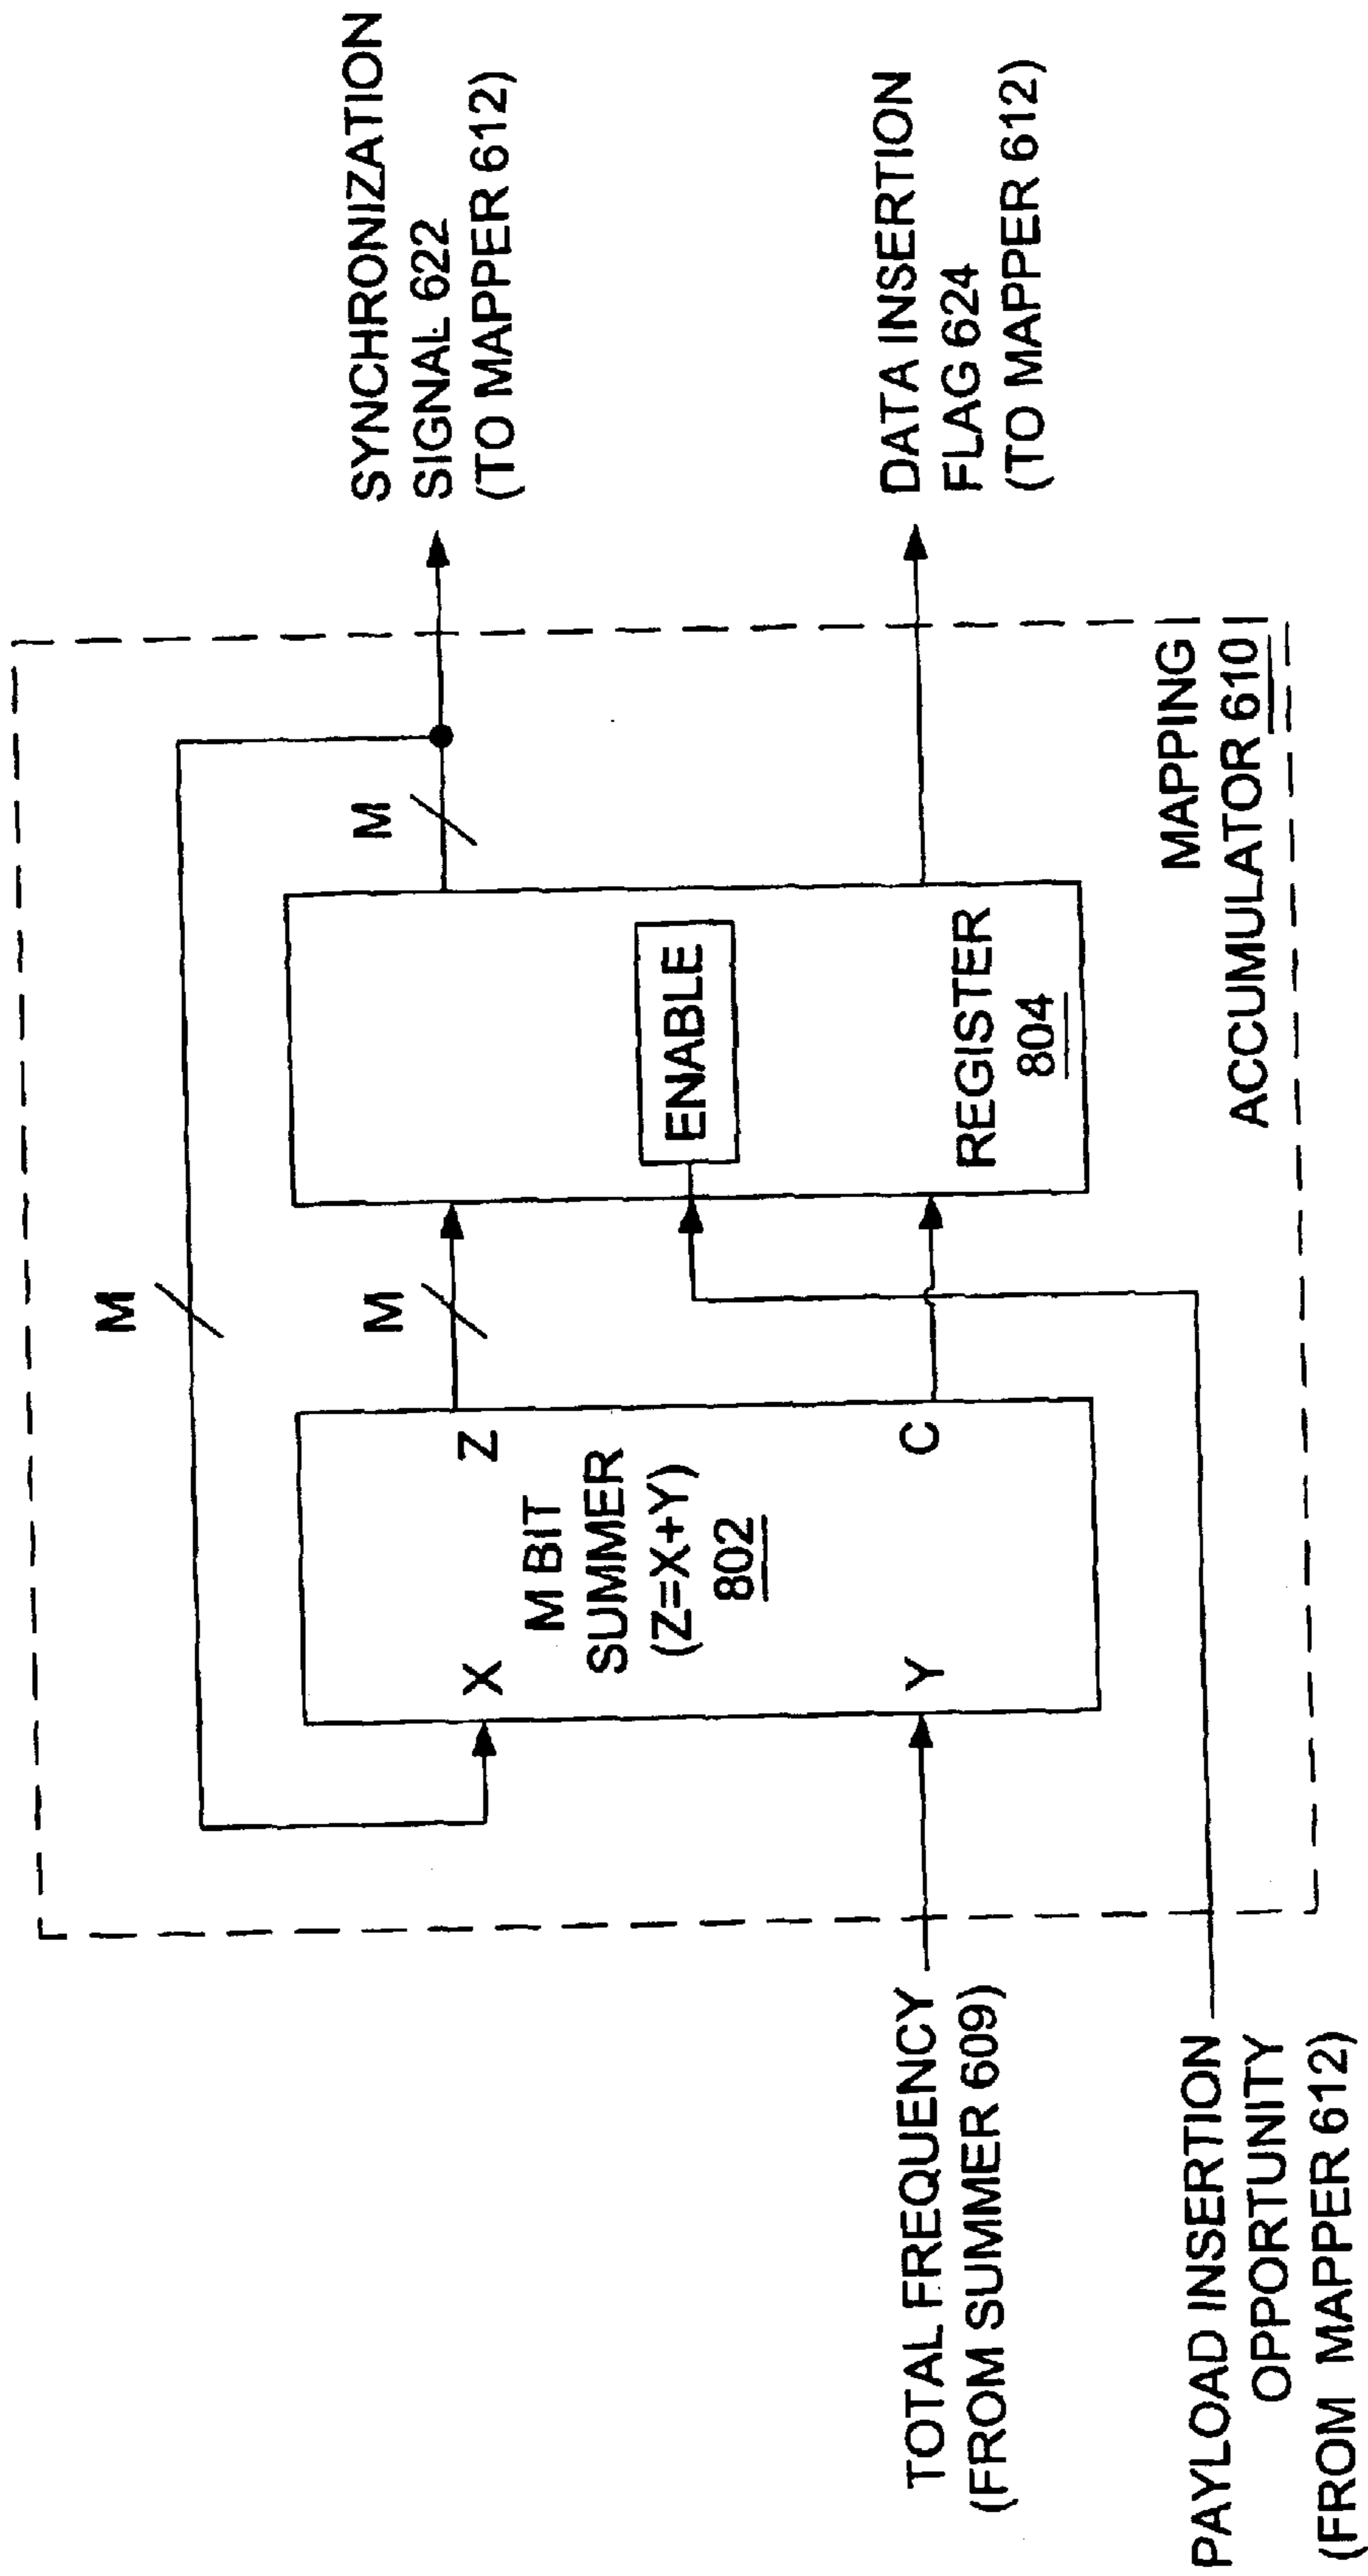 M
M
M
SYNCHRONIZATION
SIGNAL 622
(TO MAPPER 612)
X
Z
M BIT
SUMMER
(Z=X+Y)
802
Y
C
ENABLE
REGISTER
804
DATA INSERTION
FLAG 624
(TO MAPPER 612)
TOTAL FREQUENCY
(FROM SUMMER 609)
MAPPING
ACCUMULATOR 610
PAYLOAD INSERTION
OPPORTUNITY
(FROM MAPPER 612)